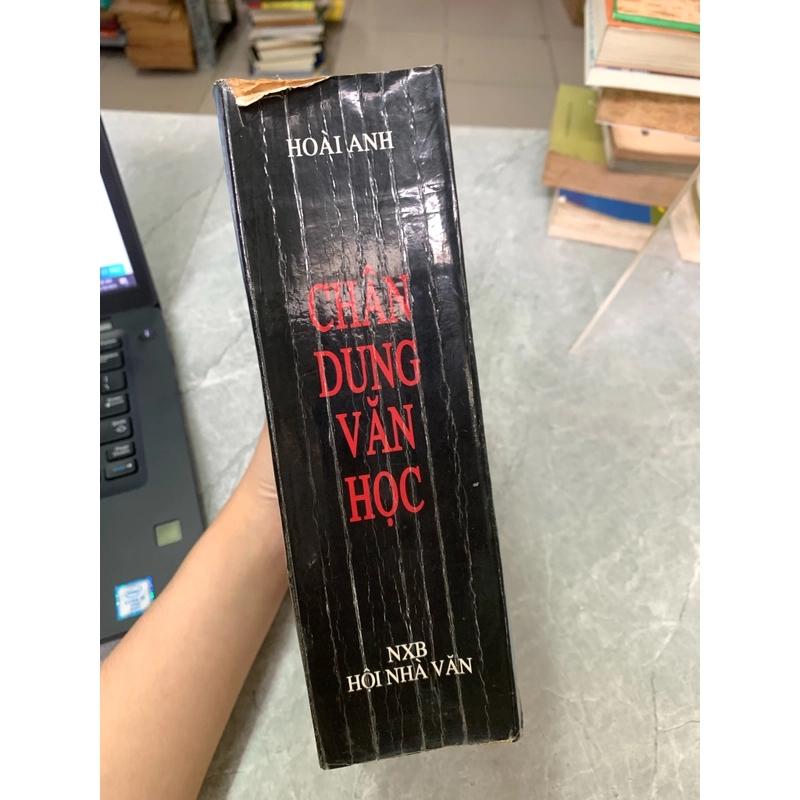 HOÀI ANH
CHÂN
DUNG
VĂN
HỌC
NXB
HỘI NHÀ VĂN